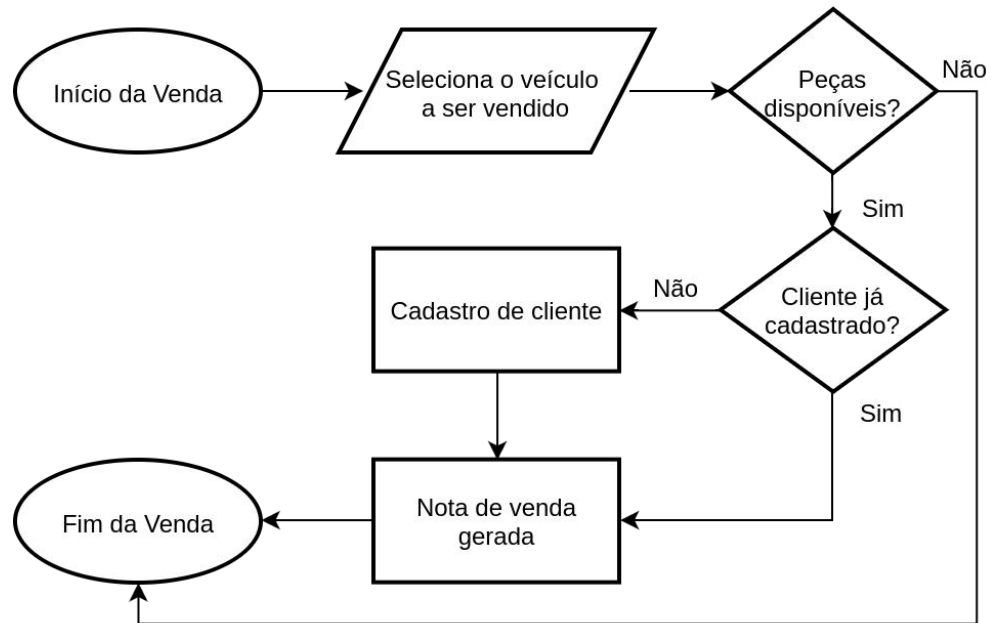 Início da Venda
Seleciona o veículo
a ser vendido
Peças
disponíveis?
Não
Sim
Cliente já
cadastrado?
Não
Cadastro de cliente
Sim
Nota de venda
gerada
Fim da Venda